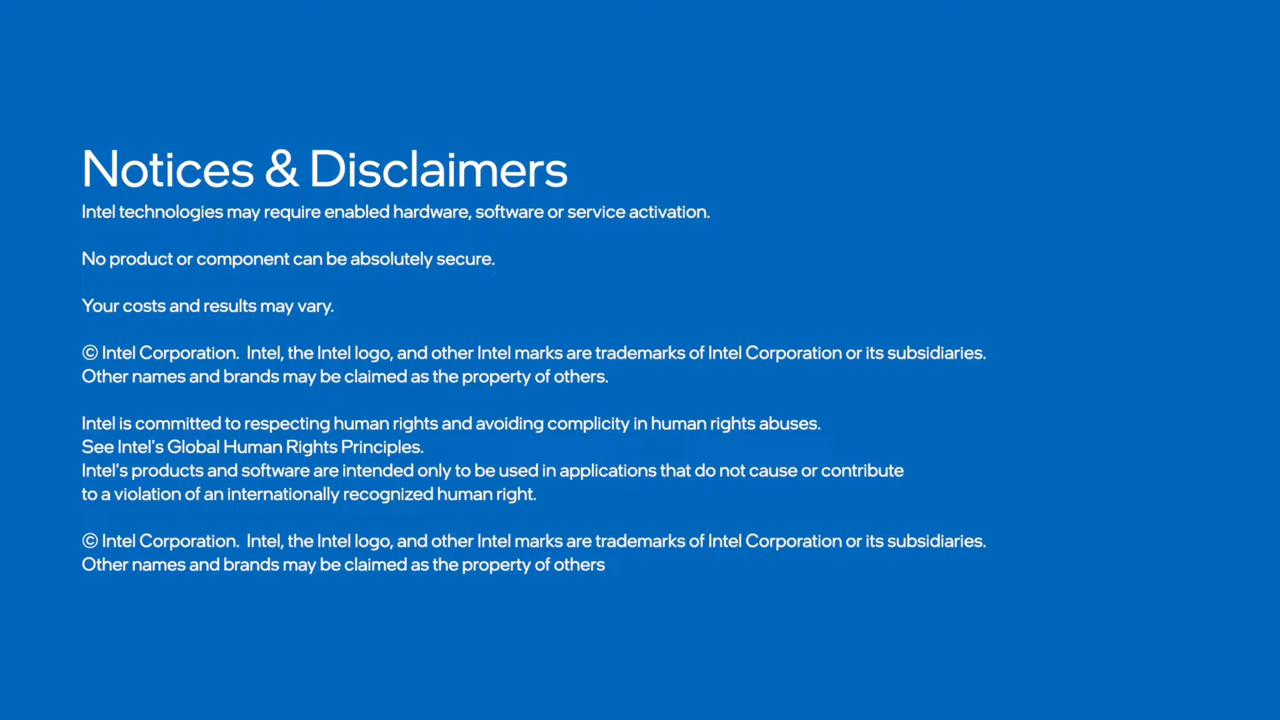 Notices & Disclaimers
Intel technologies may require enabled hardware, software or service activation.
No product or component can be absolutely secure.
Your costs and results may vary.
© Intel Corporation.  Intel, the Intel logo, and other Intel marks are trademarks of Intel Corporation or its subsidiaries.
Other names and brands may be claimed as the property of others.
Intel is committed to respecting human rights and avoiding complicity in human rights abuses.
See Intel's Global Human Rights Principles.
Intel's products and software are intended only to be used in applications that do not cause or contribute
to a violation of an internationally recognized human right.
© Intel Corporation.  Intel, the Intel logo, and other Intel marks are trademarks of Intel Corporation or its subsidiaries.
Other names and brands may be claimed as the property of others